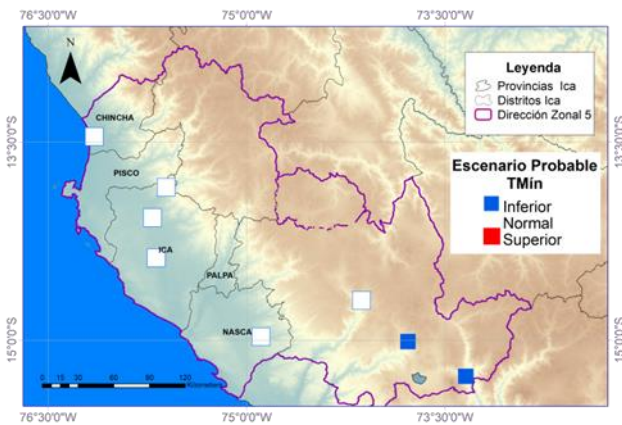 76°30'0"W 75°0'0"W 73°30'0"W
N
Leyenda
Provincias Ica
Distritos Ica
Dirección Zonal 5
CHINCHA
13°30'0"S 13°30'0"S
Escenario Probable
TMín
Inferior
Normal
Superior
PISCO
ICA
PALPA
NASCA
15°0'0"S 15°0'0"S
0 15 30 60 90 120
Kilometers
76°30'0"W 75°0'0"W 73°30'0"W